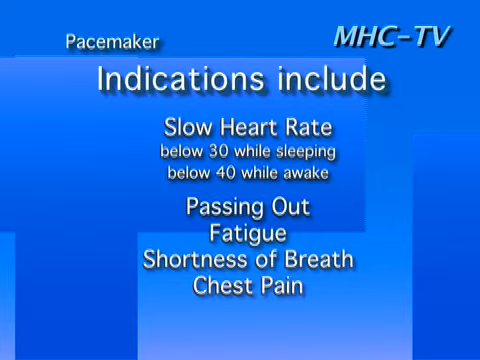 Pacemaker
MHC-TV
Indications include
Slow Heart Rate
below 30 while sleeping
below 40 while awake
Passing Out
Fatigue
Shortness of Breath
Chest Pain